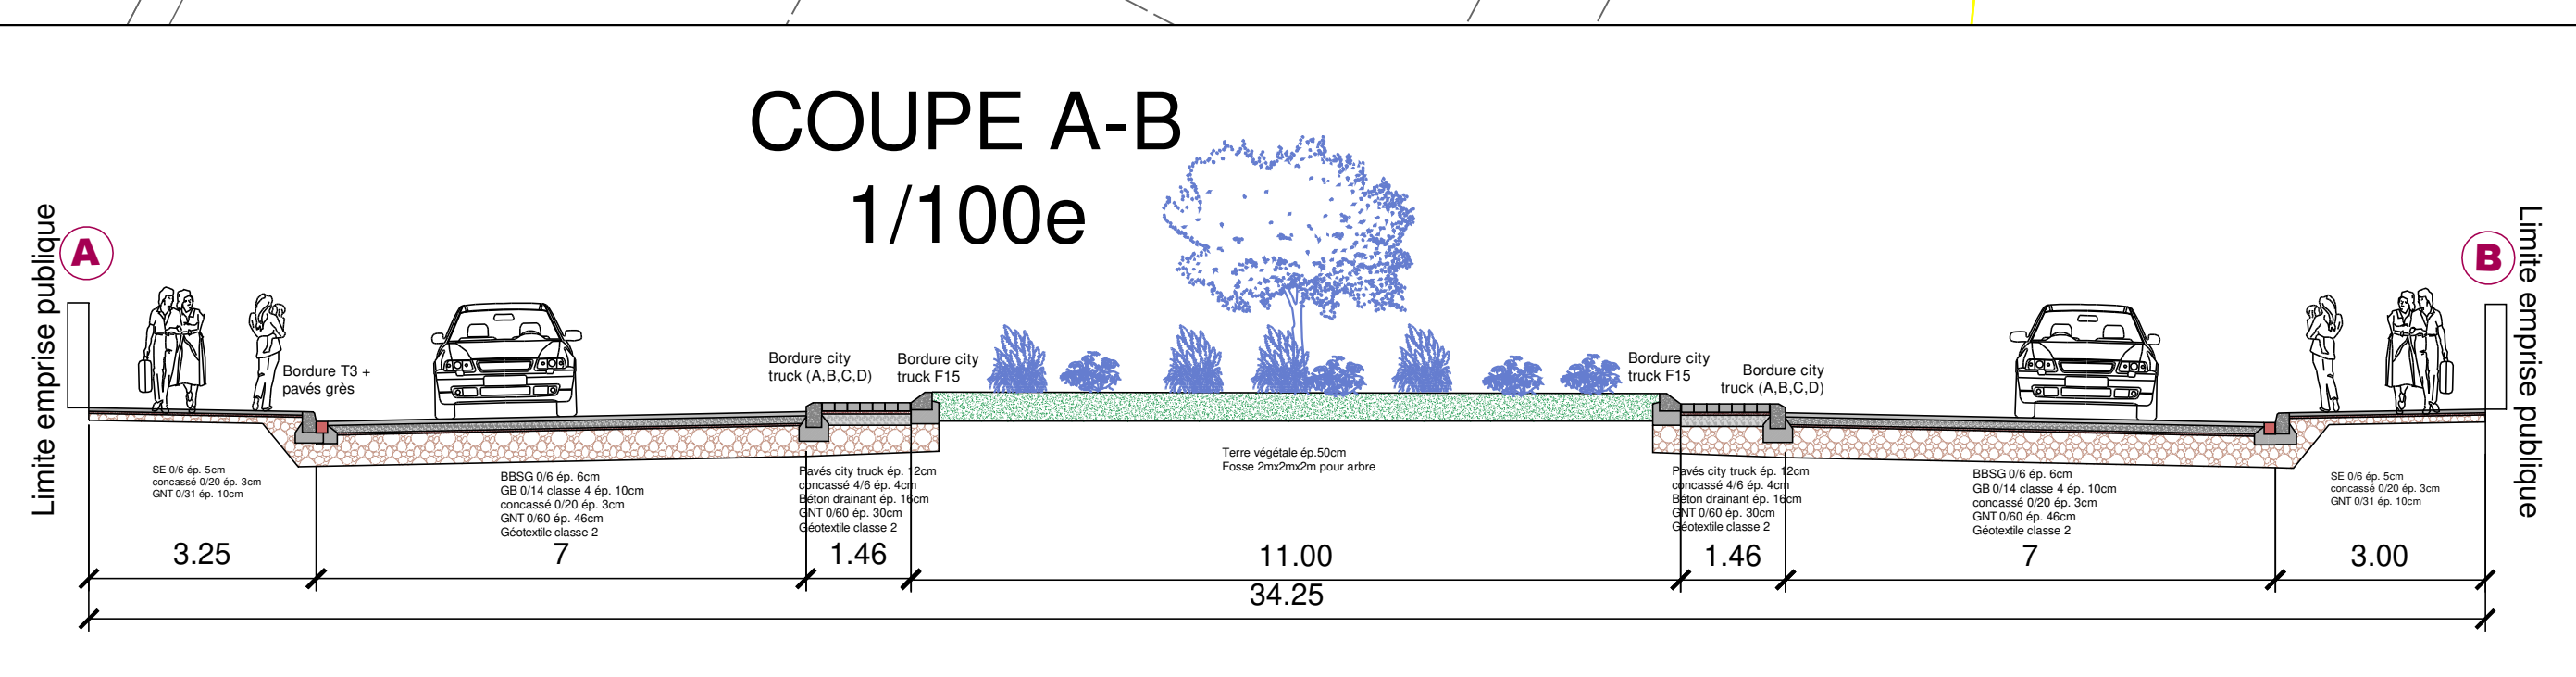 COUPE A-B
1/100e
Limite emprise publique
A
B
Limite emprise publique
Bordure T3 +
pavés grès
Bordure city
truck (A,B,C,D)
Bordure city
truck F15
Bordure city
truck F15
Bordure city
truck (A,B,C,D)
SE 0/6 ép. 5cm
concassé 0/20 ép. 3cm
GNT 0/31 ép. 10cm
BBSG 0/6 ép. 6cm
GB 0/14 classe 4 ép. 10cm
concassé 0/20 ép. 3cm
GNT 0/60 ép. 46cm
Géotextile classe 2
Pavés city truck ép. 12cm
concassé 4/6 ép. 4cm
Béton drainant ép. 16cm
GNT 0/60 ép. 30cm
Géotextile classe 2
Terre végétale ép.50cm
Fosse 2mx2mx2m pour arbre
Pavés city truck ép. 12cm
concassé 4/6 ép. 4cm
Béton drainant ép. 16cm
GNT 0/60 ép. 30cm
Géotextile classe 2
BBSG 0/6 ép. 6cm
GB 0/14 classe 4 ép. 10cm
concassé 0/20 ép. 3cm
GNT 0/60 ép. 46cm
Géotextile classe 2
SE 0/6 ép. 5cm
concassé 0/20 ép. 3cm
GNT 0/31 ép. 10cm
3.25
7
1.46
11.00
1.46
7
3.00
34.25